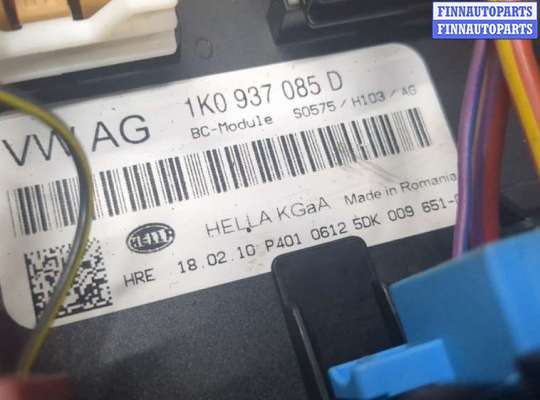 FINNAUTOPARTS
FINNAUTOPARTS
VW AG
1K0 937 085 D
BC-Module S0575 / H103 / AG
HELLA KGaA Made in Romania
HRE 18.02.10 P401 0612 5DK 009 651-